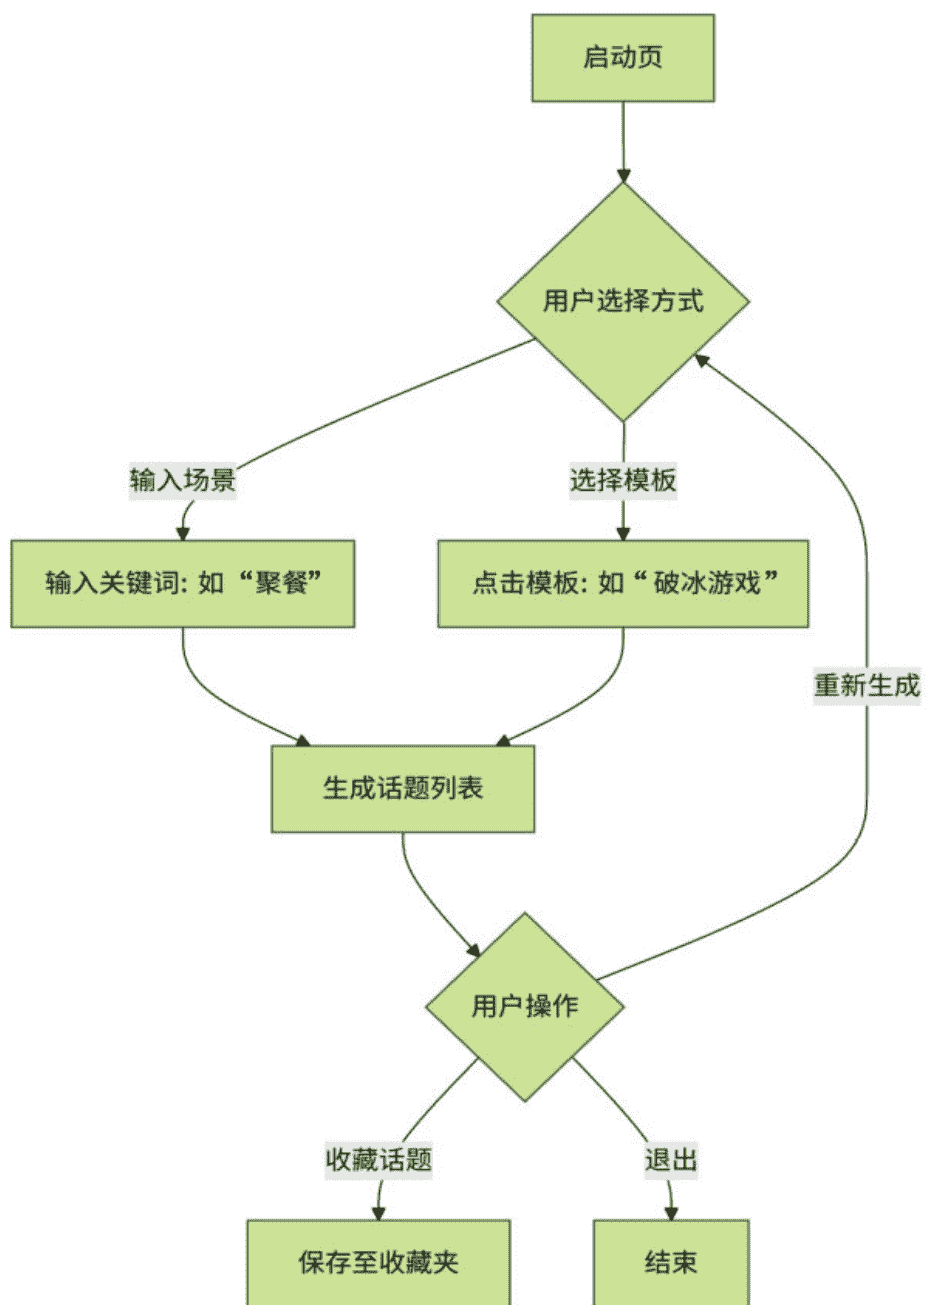 启动页
用户选择方式
输入场景
选择模板
输入关键词: 如“聚餐”
点击模板: 如“破冰游戏”
重新生成
生成话题列表
用户操作
收藏话题
退出
保存至收藏夹
结束